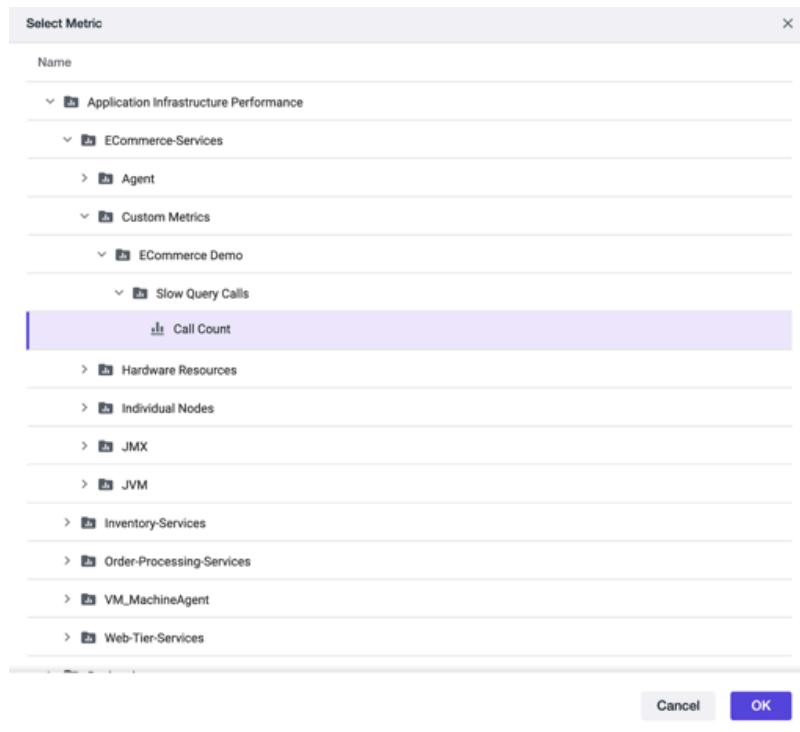 Select Metric
Name
Application Infrastructure Performance
ECommerce-Services
Agent
Custom Metrics
ECommerce Demo
Slow Query Calls
Call Count
Hardware Resources
Individual Nodes
JMX
JVM
Inventory-Services
Order-Processing-Services
VM_MachineAgent
Web-Tier-Services
Cancel OK